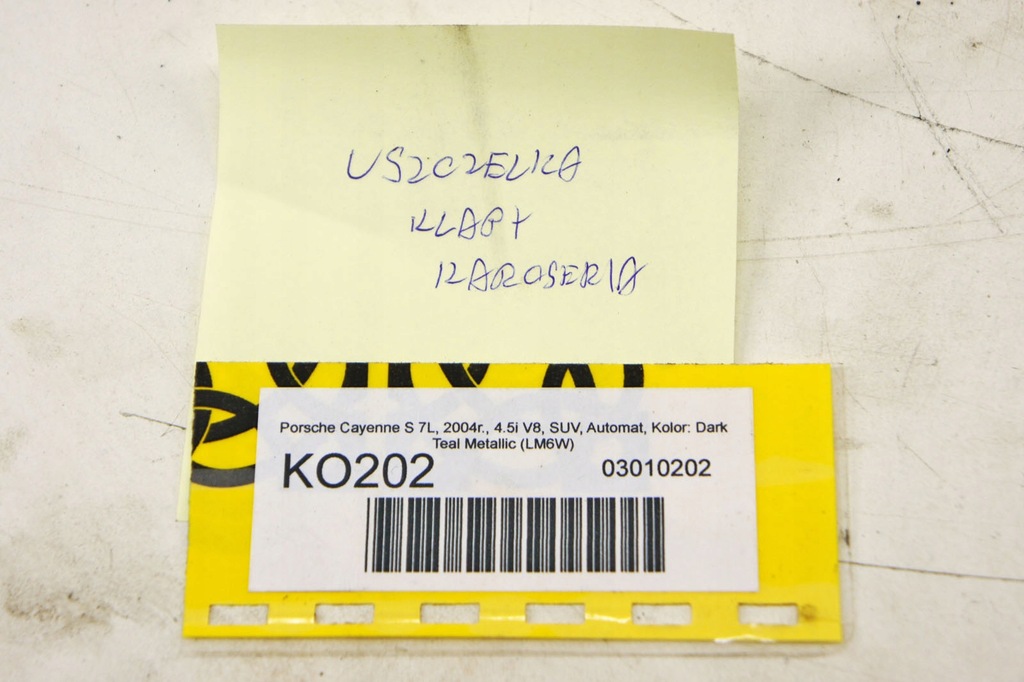 USZCZELKA
KLAPY
KAROSERIA
Porsche Cayenne S 7L, 2004r., 4.5i V8, SUV, Automat, Kolor: Dark
Teal Metallic (LM6W)
KO202 03010202